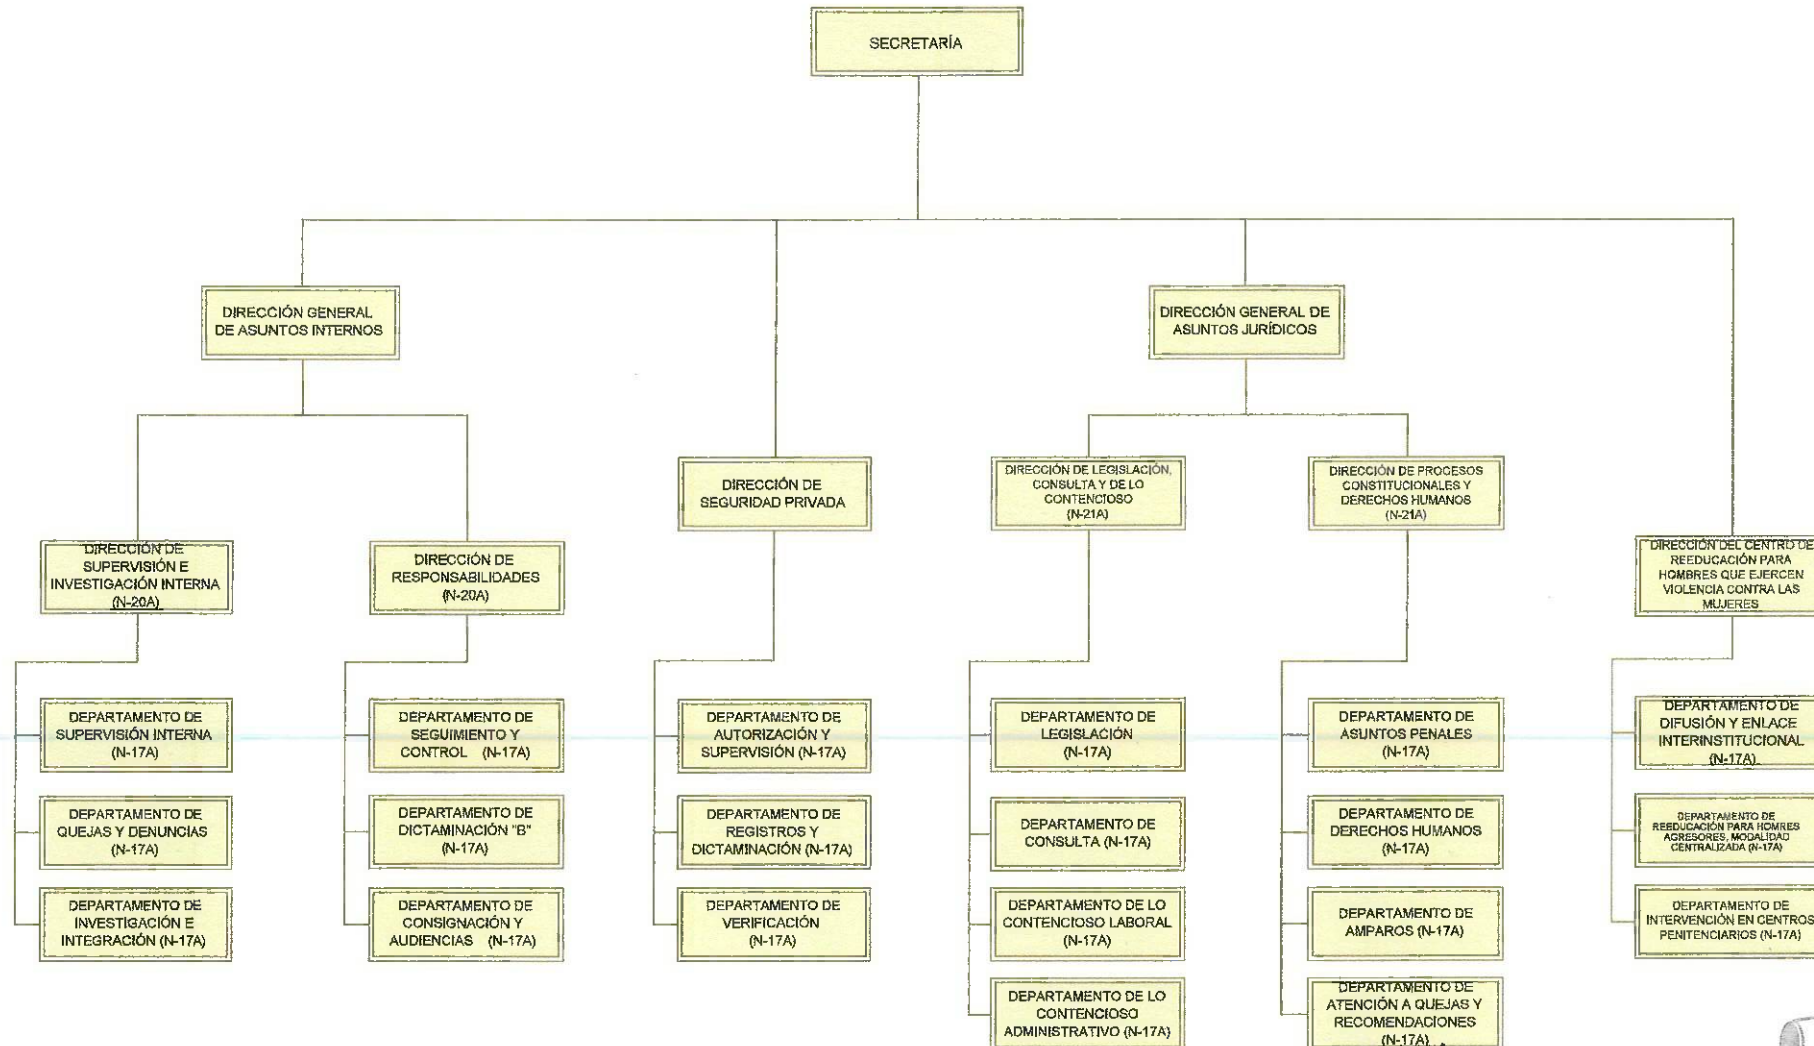 SECRETARÍA
DIRECCIÓN GENERAL
DE ASUNTOS INTERNOS
DIRECCIÓN GENERAL DE
ASUNTOS JURÍDICOS
DIRECCIÓN DE
SEGURIDAD PRIVADA
DIRECCIÓN DE LEGISLACIÓN,
CONSULTA Y DE LO
CONTENCIOSO
(N-21A)
DIRECCIÓN DE PROCESOS
CONSTITUCIONALES Y
DERECHOS HUMANOS
(N-21A)
DIRECCIÓN DE
SUPERVISIÓN E
INVESTIGACIÓN INTERNA
(N-20A)
DIRECCIÓN DE
RESPONSABILIDADES
(N-20A)
DIRECCIÓN DEL CENTRO DE
REEDUCACIÓN PARA
HOMBRES QUE EJERCEN
VIOLENCIA CONTRA LAS
MUJERES
DEPARTAMENTO DE
SUPERVISIÓN INTERNA
(N-17A)
DEPARTAMENTO DE
QUEJAS Y DENUNCIAS
(N-17A)
DEPARTAMENTO DE
INVESTIGACIÓN E
INTEGRACIÓN (N-17A)
DEPARTAMENTO DE
SEGUIMIENTO Y
CONTROL (N-17A)
DEPARTAMENTO DE
DICTAMINACIÓN "B"
(N-17A)
DEPARTAMENTO DE
CONSIGNACIÓN Y
AUDIENCIAS (N-17A)
DEPARTAMENTO DE
AUTORIZACIÓN Y
SUPERVISIÓN (N-17A)
DEPARTAMENTO DE
REGISTROS Y
DICTAMINACIÓN (N-17A)
DEPARTAMENTO DE
VERIFICACIÓN
(N-17A)
DEPARTAMENTO DE
LEGISLACIÓN
(N-17A)
DEPARTAMENTO DE
CONSULTA (N-17A)
DEPARTAMENTO DE LO
CONTENCIOSO LABORAL
(N-17A)
DEPARTAMENTO DE LO
CONTENCIOSO
ADMINISTRATIVO (N-17A)
DEPARTAMENTO DE
ASUNTOS PENALES
(N-17A)
DEPARTAMENTO DE
DERECHOS HUMANOS
(N-17A)
DEPARTAMENTO DE
AMPAROS (N-17A)
DEPARTAMENTO DE
ATENCIÓN A QUEJAS Y
RECOMENDACIONES
(N-17A)
DEPARTAMENTO DE
DIFUSIÓN Y ENLACE
INTERINSTITUCIONAL
(N-17A)
DEPARTAMENTO DE
REEDUCACIÓN PARA HOMRES
AGRESORES, MODALIDAD
CENTRALIZADA (N-17A)
DEPARTAMENTO DE
INTERVENCIÓN EN CENTROS
PENITENCIARIOS (N-17A)